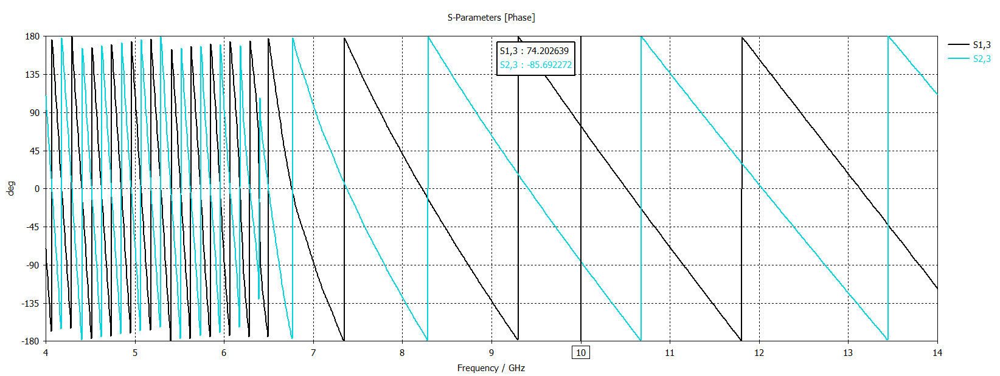 S-Parameters [Phase]
180
135
90
45
0
-45
-90
-135
-180
deg
S1,3 : 74.202639
S2,3 : -85.692272
S1,3
S2,3
4 5 6 7 8 9 10 11 12 13 14
Frequency / GHz